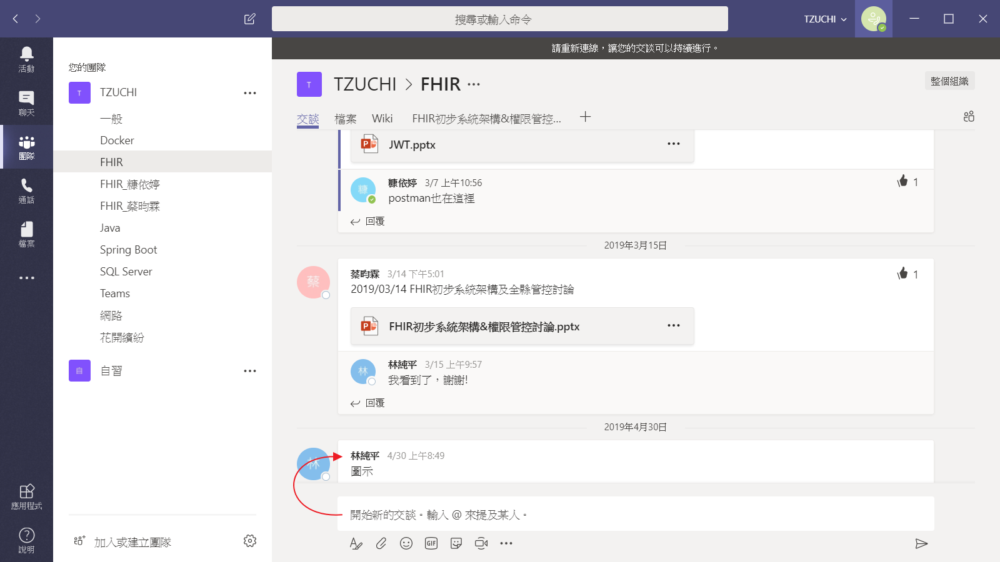 搜尋或輸入命令
TZUCHI
請重新連線，讓您的交談可以持續進行。
活動
聊天
團隊
通話
檔案
應用程式
說明
您的團隊
T TZUCHI
一般
Docker
FHIR
FHIR_糠依婷
FHIR_蔡昀霖
Java
Spring Boot
SQL Server
Teams
網路
花開繽紛
自 自習
加入或建立團隊
T TZUCHI > FHIR
整個組織
交談 檔案 Wiki FHIR初步系統架構&權限管控...
JWT.pptx
糠 糠依婷 3/7 上午10:56 1
postman也在這裡
回覆
2019年3月15日
蔡 蔡昀霖 3/14 下午5:01 1
2019/03/14 FHIR初步系統架構及全縣管控討論
FHIR初步系統架構&權限管控討論.pptx
林 林純平 3/15 上午9:57
我看到了，謝謝!
回覆
2019年4月30日
林 林純平 4/30 上午8:49
圖示
開始新的交談。輸入 @ 來提及某人。
GIF